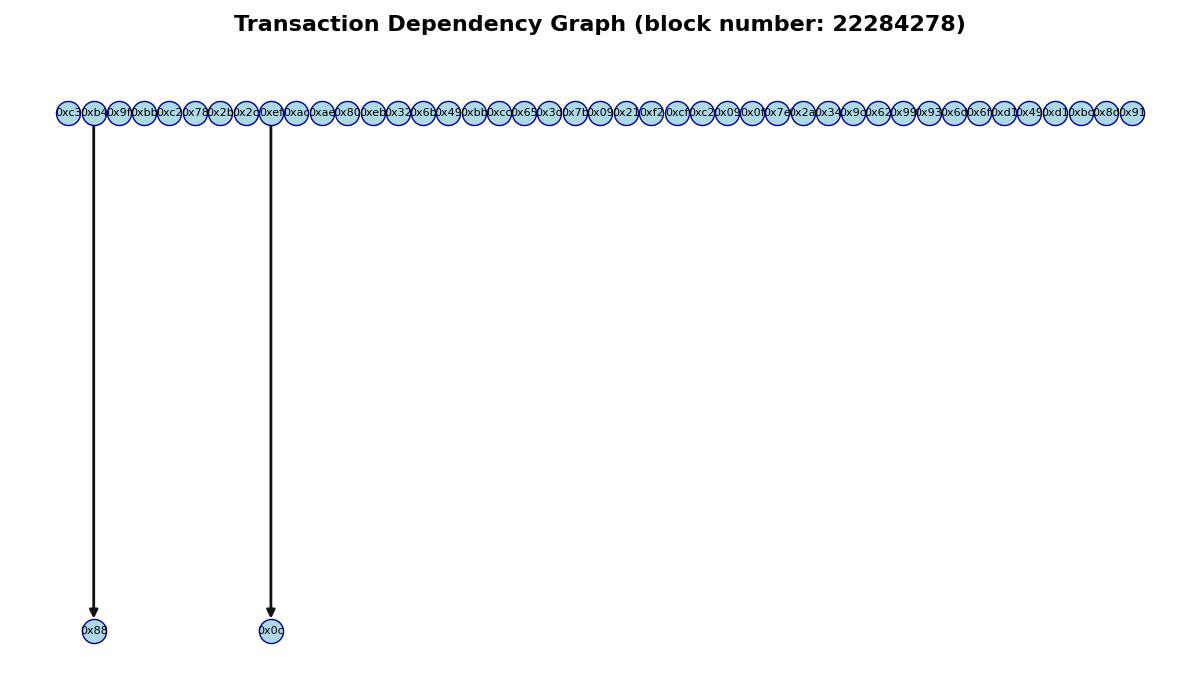 Transaction Dependency Graph (block number: 22284278)
0xc3 0xb4 0x9f 0xbb 0xc2 0x78 0x2b 0x2c 0xef 0xac 0xae 0x80 0xeb 0x32 0x6b 0x49 0xbb 0xcc 0x65 0x3d 0x7b 0x09 0x21 0xf2 0xcf 0xc2 0x09 0x0f 0x7e 0x2a 0x34 0x9c 0x62 0x99 0x93 0x6d 0x6f 0xd1 0x49 0xd1 0xbc 0x8d 0x91
0x88 0x0c